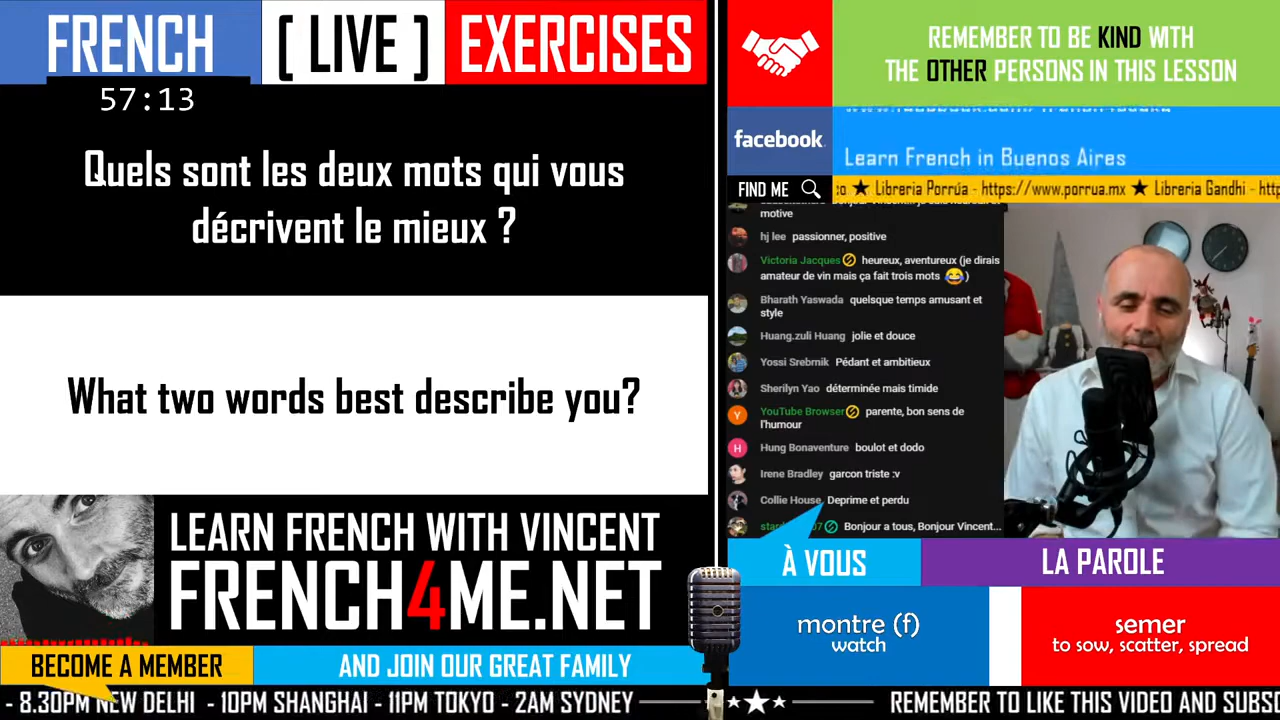 FRENCH [ LIVE ] EXERCISES
57:13
Quels sont les deux mots qui vous
décrivent le mieux ?
What two words best describe you?
LEARN FRENCH WITH VINCENT
FRENCH4ME.NET
BECOME A MEMBER
AND JOIN OUR GREAT FAMILY
REMEMBER TO BE KIND WITH
THE OTHER PERSONS IN THIS LESSON
facebook.
Learn French in Buenos Aires
FIND ME
★ Libreria Porrúa - https://www.porrua.mx ★ Libreria Gandhi -
motive
hj lee passionner, positive
Victoria Jacques heureux, aventureux (je dirais
amateur de vin mais ça fait trois mots 😂)
Bharath Yaswada quelsque temps amusant et
style
Huang.zuli Huang jolie et douce
Yossi Srebrnik Pédant et ambitieux
Sherilyn Yao déterminée mais timide
YouTube Browser parente, bon sens de
l'humour
Y
Hung Bonaventure boulot et dodo
H
Irene Bradley garcon triste :v
Collie House Deprime et perdu
Bonjour a tous, Bonjour Vincent...
À VOUS LA PAROLE
montre (f)
watch
semer
to sow, scatter, spread
- 8.30PM NEW DELHI - 10PM SHANGHAI - 11PM TOKYO - 2AM SYDNEY ★ REMEMBER TO LIKE THIS VIDEO AND